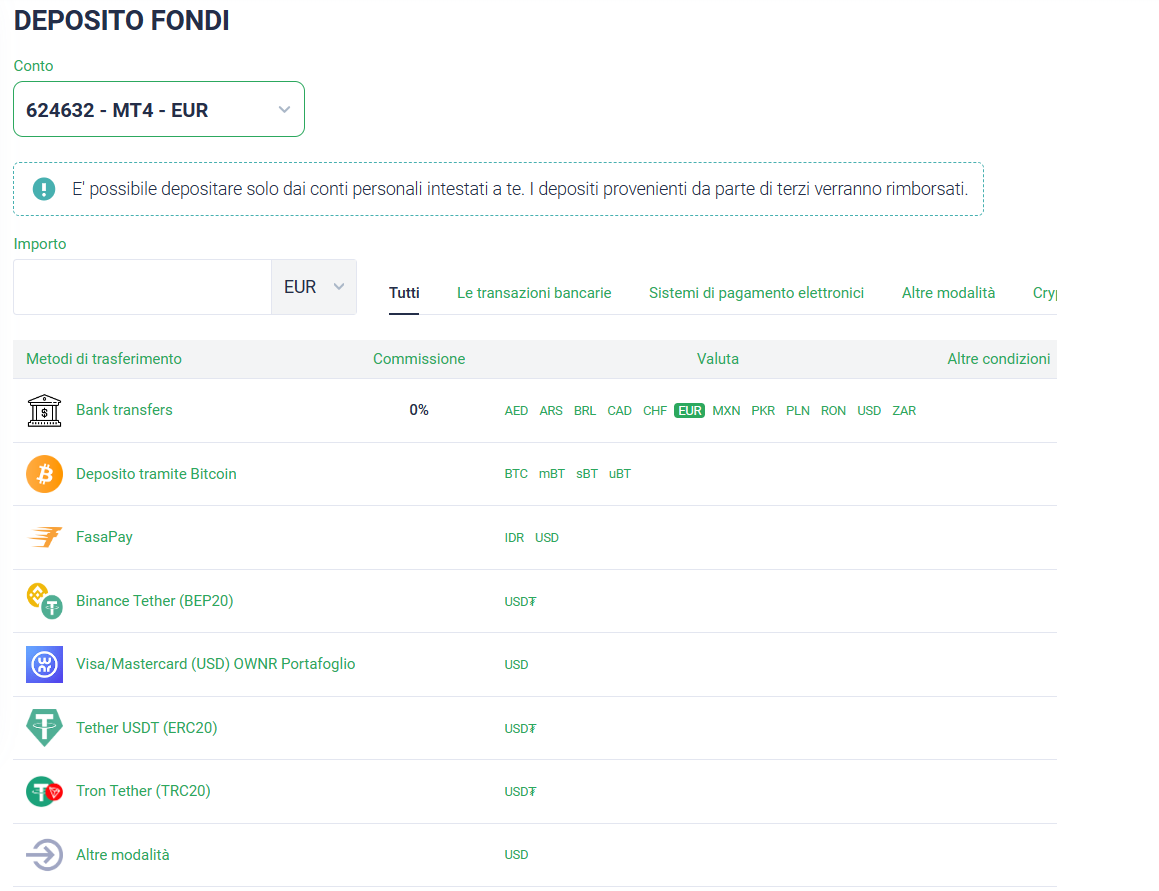 DEPOSITO FONDI
Conto
624632 - MT4 - EUR
E' possibile depositare solo dai conti personali intestati a te. I depositi provenienti da parte di terzi verranno rimborsati.
Importo
EUR
Tutti Le transazioni bancarie Sistemi di pagamento elettronici Altre modalità Cryp
Metodi di trasferimento Commissione Valuta Altre condizioni
Bank transfers 0% AED ARS BRL CAD CHF EUR MXN PKR PLN RON USD ZAR
Deposito tramite Bitcoin BTC mBT sBT uBT
FasaPay IDR USD
Binance Tether (BEP20) USD₮
Visa/Mastercard (USD) OWNR Portafoglio USD
Tether USDT (ERC20) USD₮
Tron Tether (TRC20) USD₮
Altre modalità USD